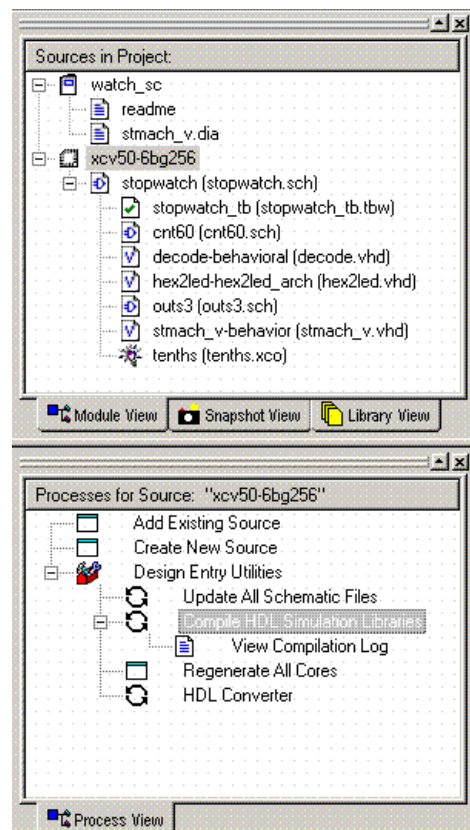 Sources in Project:
watch_sc
readme
stmach_v.dia
xcv50-6bg256
stopwatch (stopwatch.sch)
stopwatch_tb (stopwatch_tb.tbw)
cnt60 (cnt60.sch)
decode-behavioral (decode.vhd)
hex2led-hex2led_arch (hex2led.vhd)
outs3 (outs3.sch)
stmach_v-behavior (stmach_v.vhd)
tenths (tenths.xco)
Module View Snapshot View Library View
Processes for Source: "xcv50-6bg256"
Add Existing Source
Create New Source
Design Entry Utilities
Update All Schematic Files
Compile HDL Simulation Libraries
View Compilation Log
Regenerate All Cores
HDL Converter
Process View